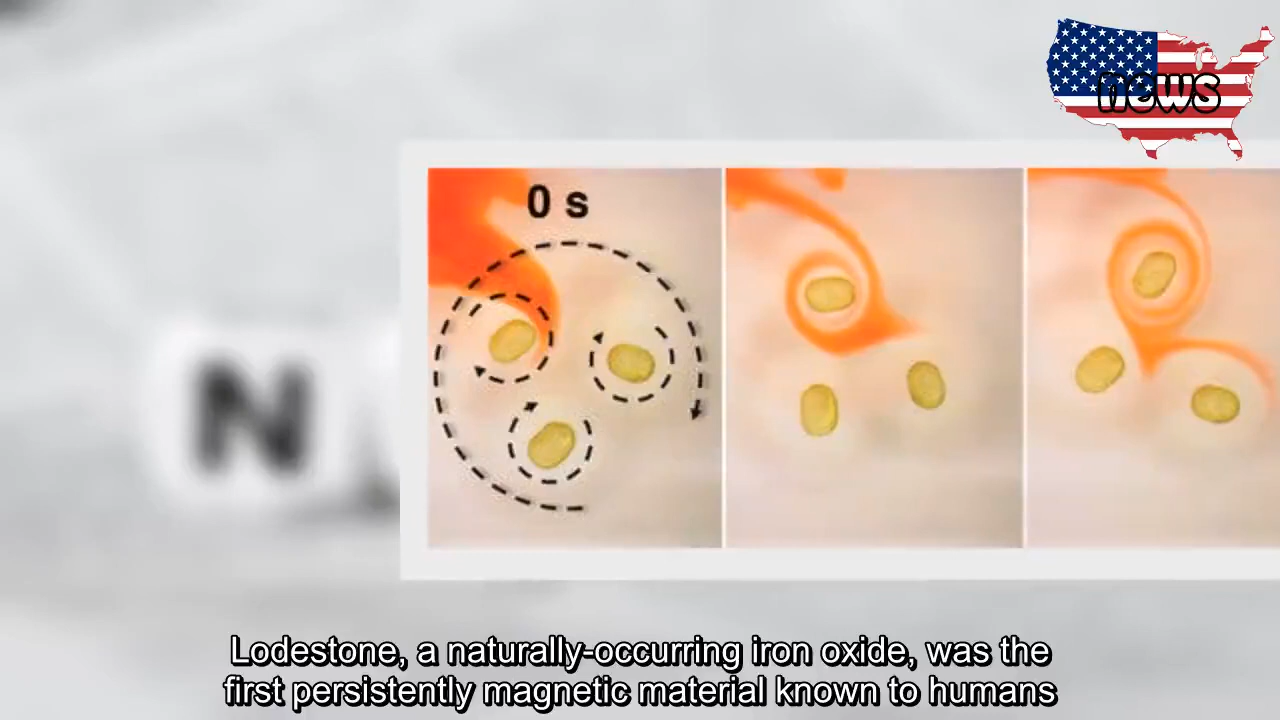 news
0 s
N
Lodestone, a naturally-occurring iron oxide, was the
first persistently magnetic material known to humans